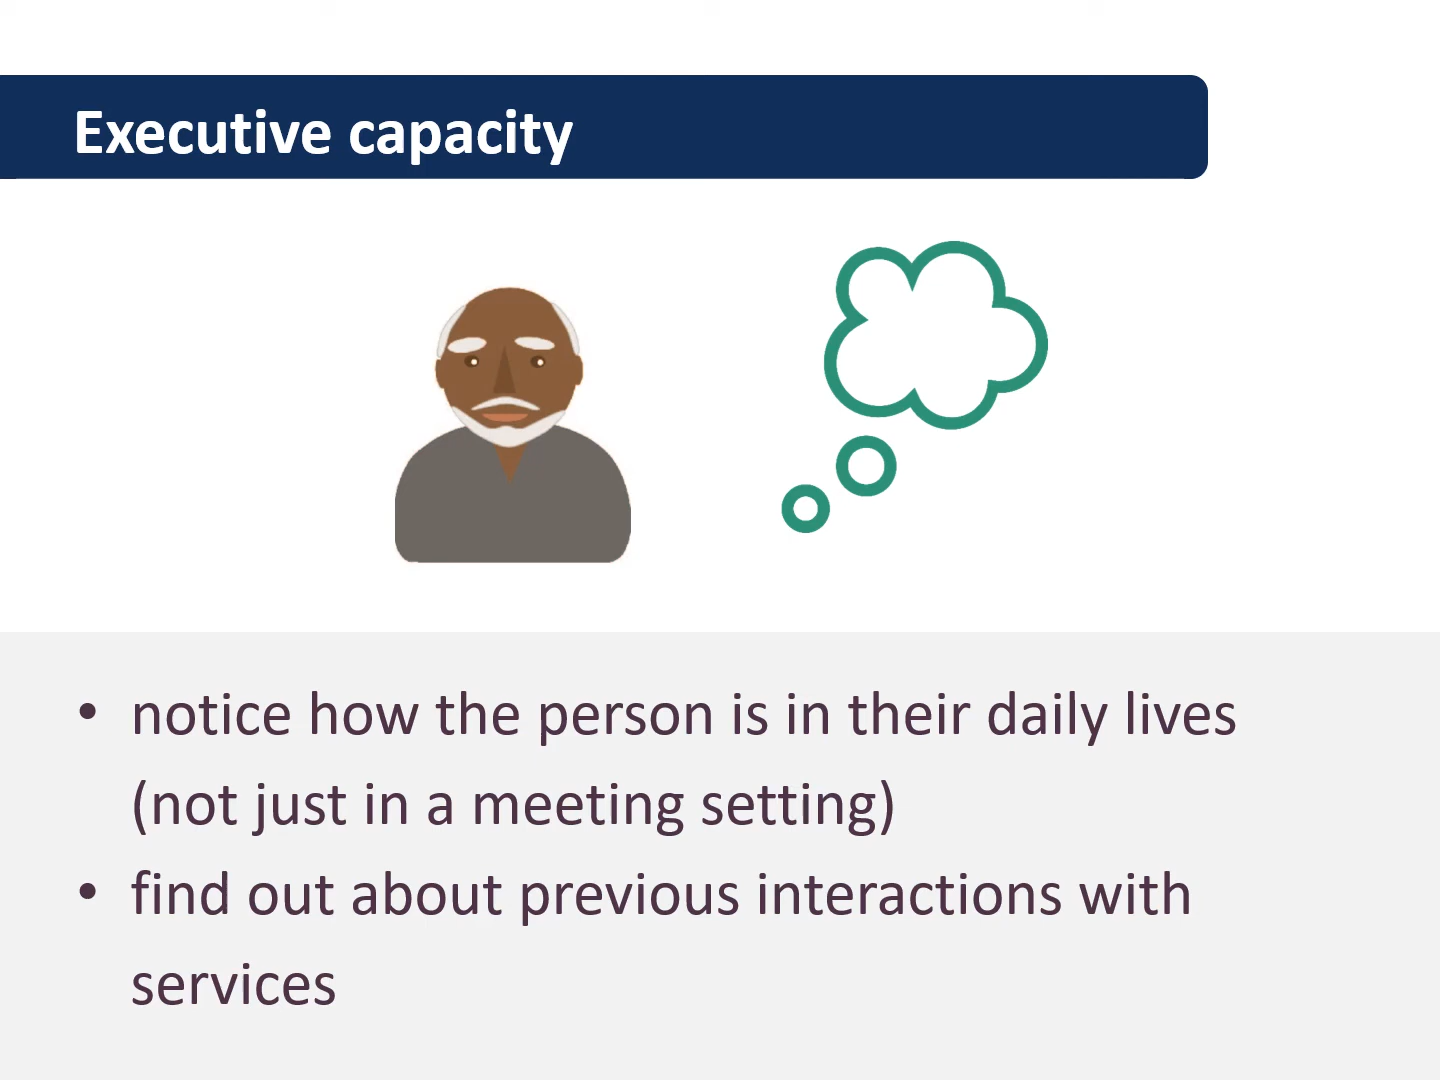 Executive capacity
• notice how the person is in their daily lives
(not just in a meeting setting)
• find out about previous interactions with
services